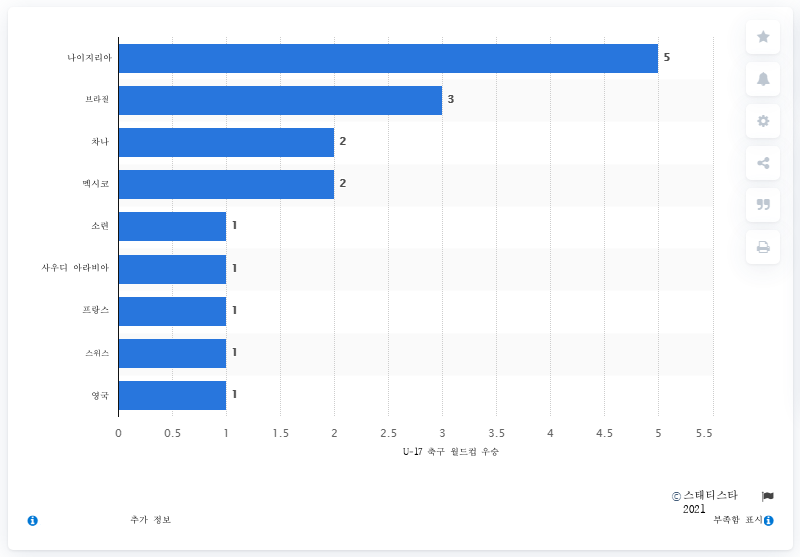 나이지리아 5
브라질 3
차나 2
멕시코 2
소련 1
사우디 아라비아 1
프랑스 1
스위스 1
영국 1
0 0.5 1 1.5 2 2.5 3 3.5 4 4.5 5 5.5
U-17 축구 월드컵 우승
© 스태티스타
2021
추가 정보 부족함 표시